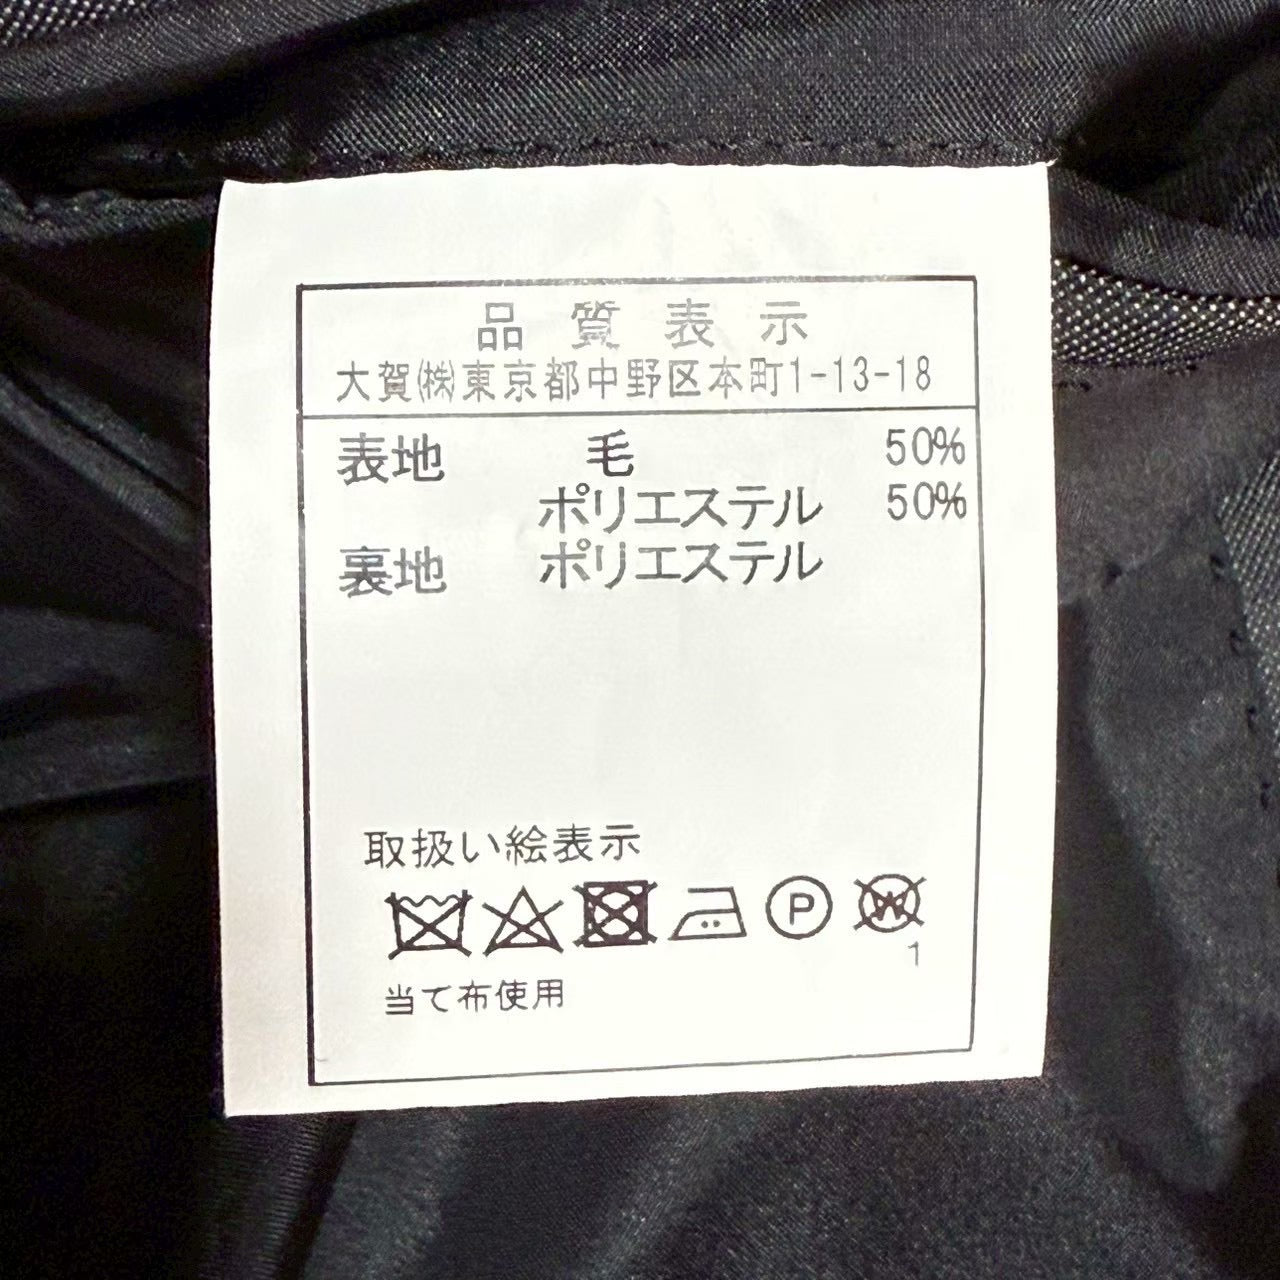 品質表示
大賀㈱東京都中野区本町1-13-18
表地 毛 50%
ポリエステル 50%
裏地 ポリエステル
取扱い絵表示
P W
1
当て布使用